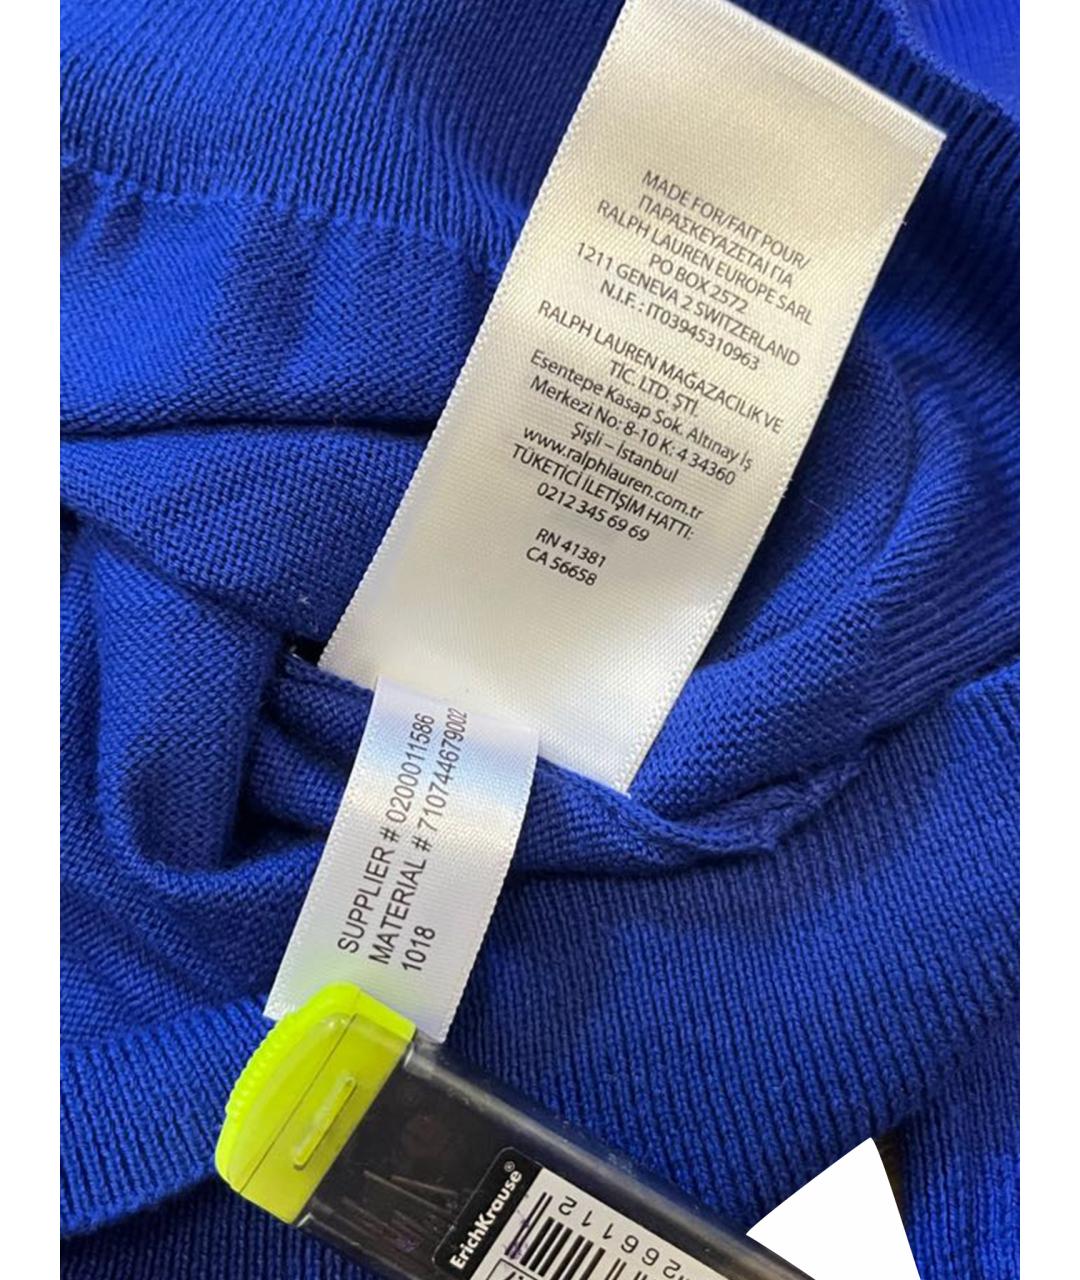 MADE FOR/FAIT POUR/
ΠΑΡΑΣΚΕΥΑΖΕΤΑΙ ΓΙΑ
RALPH LAUREN EUROPE SARL
PO BOX 2572
1211 GENEVA 2 SWITZERLAND
N.I.F. : IT03945310963
RALPH LAUREN MAĞAZACILIK VE
TİC. LTD. ŞTİ.
Esentepe Kasap Sok. Altınay İş
Merkezi No: 8-10 K: 4 34360
Şişli – İstanbul
www.ralphlauren.com.tr
TÜKETİCİ İLETİŞİM HATTI:
0212 345 69 69
RN 41381
CA 56658
SUPPLIER # 0200011586
MATERIAL # 710744679002
1018
ErichKrause®
266112